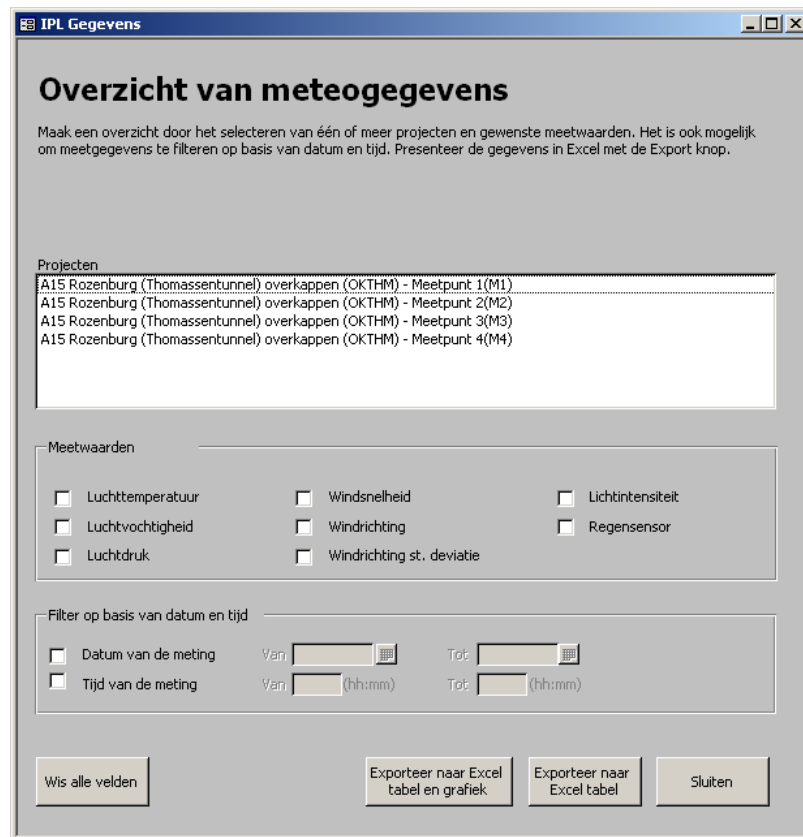 IPL Gegevens
Overzicht van meteogegevens
Maak een overzicht door het selecteren van één of meer projecten en gewenste meetwaarden. Het is ook mogelijk
om meetgegevens te filteren op basis van datum en tijd. Presenteer de gegevens in Excel met de Export knop.
Projecten
A15 Rozenburg (Thomassentunnel) overkappen (OKTHM) - Meetpunt 1(M1)
A15 Rozenburg (Thomassentunnel) overkappen (OKTHM) - Meetpunt 2(M2)
A15 Rozenburg (Thomassentunnel) overkappen (OKTHM) - Meetpunt 3(M3)
A15 Rozenburg (Thomassentunnel) overkappen (OKTHM) - Meetpunt 4(M4)
Meetwaarden
Luchttemperatuur Windsnelheid Lichtintensiteit
Luchtvochtigheid Windrichting Regensensor
Luchtdruk Windrichting st. deviatie
Filter op basis van datum en tijd
Datum van de meting Van Tot
Tijd van de meting Van (hh:mm) Tot (hh:mm)
Wis alle velden
Exporteer naar Excel
tabel en grafiek
Exporteer naar
Excel tabel
Sluiten